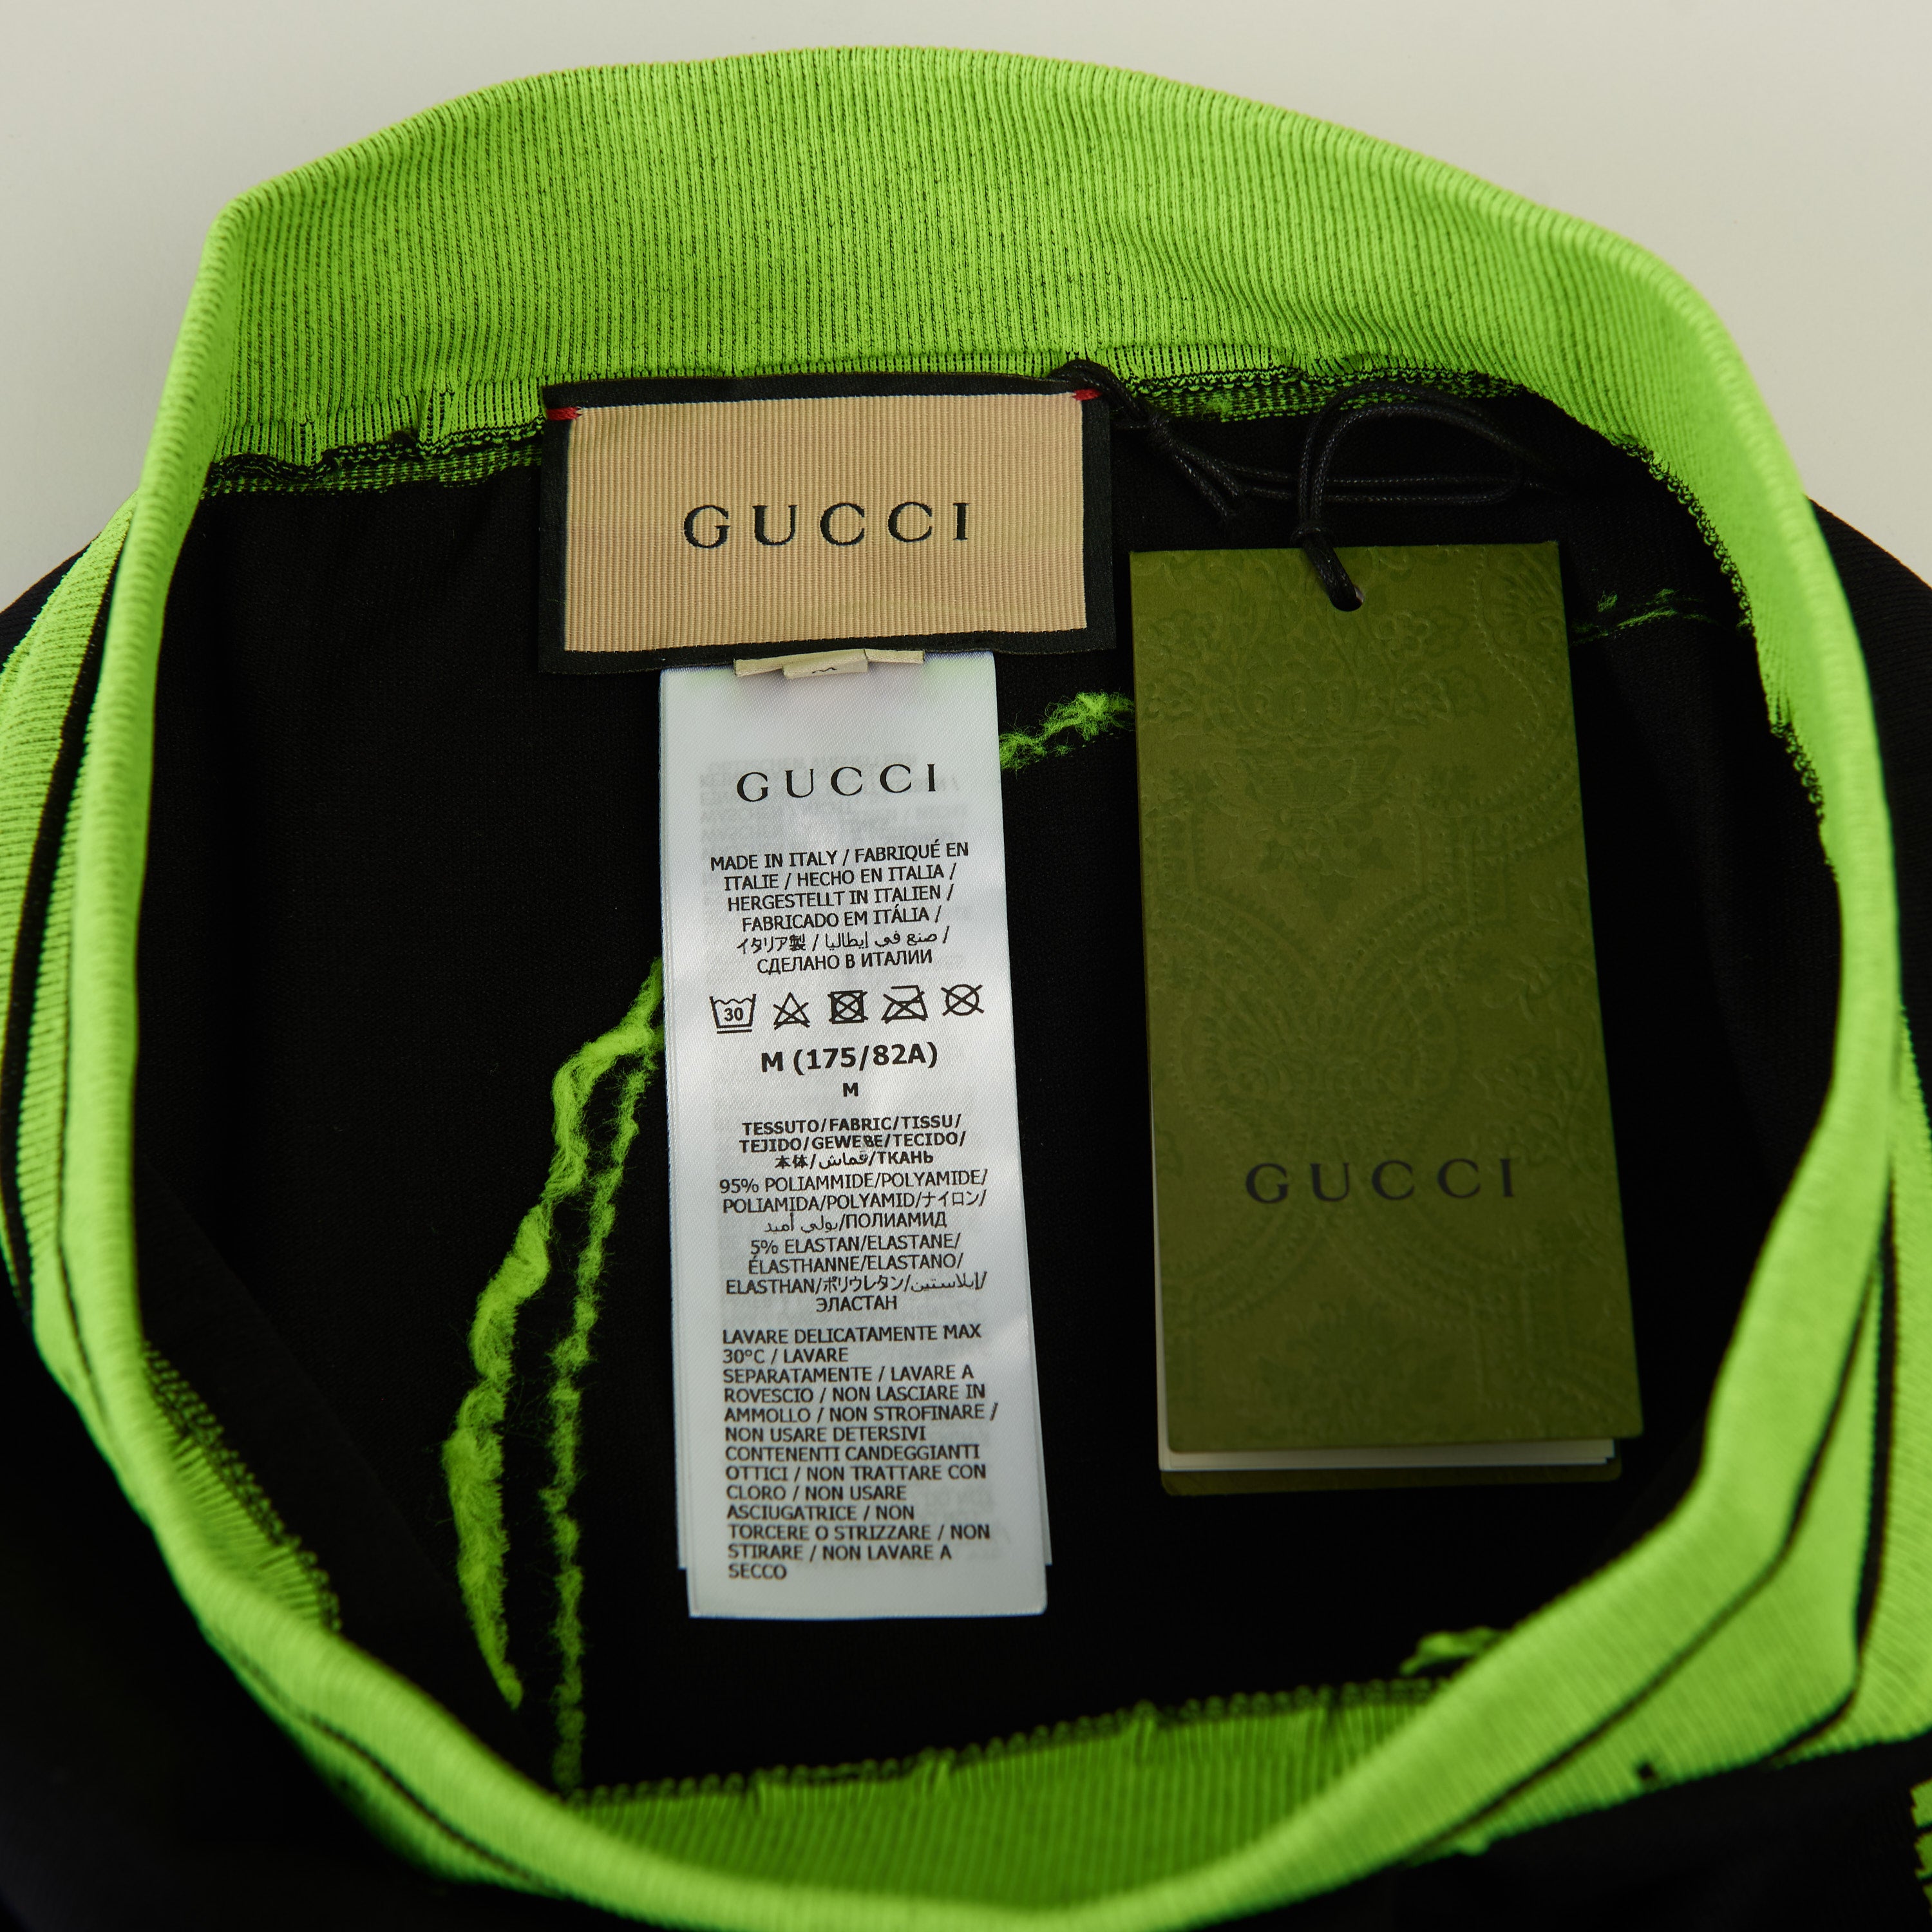 GUCCI
M
GUCCI
MADE IN ITALY / FABRIQUÉ EN
ITALIE / HECHO EN ITALIA /
HERGESTELLT IN ITALIEN /
FABRICADO EM ITÁLIA /
イタリア製 / صنع في إيطاليا /
СДЕЛАНО В ИТАЛИИ
30
M (175/82A)
M
TESSUTO/FABRIC/TISSU/
TEJIDO/GEWEBE/TECIDO/
本体/قماش/ТКАНЬ
95% POLIAMMIDE/POLYAMIDE/
POLIAMIDA/POLYAMID/ナイロン/
بولي أميد/ПОЛИАМИД
5% ELASTAN/ELASTANE/
ÉLASTHANNE/ELASTANO/
ELASTHAN/ポリウレタン/إيلاستين/
ЭЛАСТАН
LAVARE DELICATAMENTE MAX
30°C / LAVARE
SEPARATAMENTE / LAVARE A
ROVESCIO / NON LASCIARE IN
AMMOLLO / NON STROFINARE /
NON USARE DETERSIVI
CONTENENTI CANDEGGIANTI
OTTICI / NON TRATTARE CON
CLORO / NON USARE
ASCIUGATRICE / NON
TORCERE O STRIZZARE / NON
STIRARE / NON LAVARE A
SECCO
GUCCI